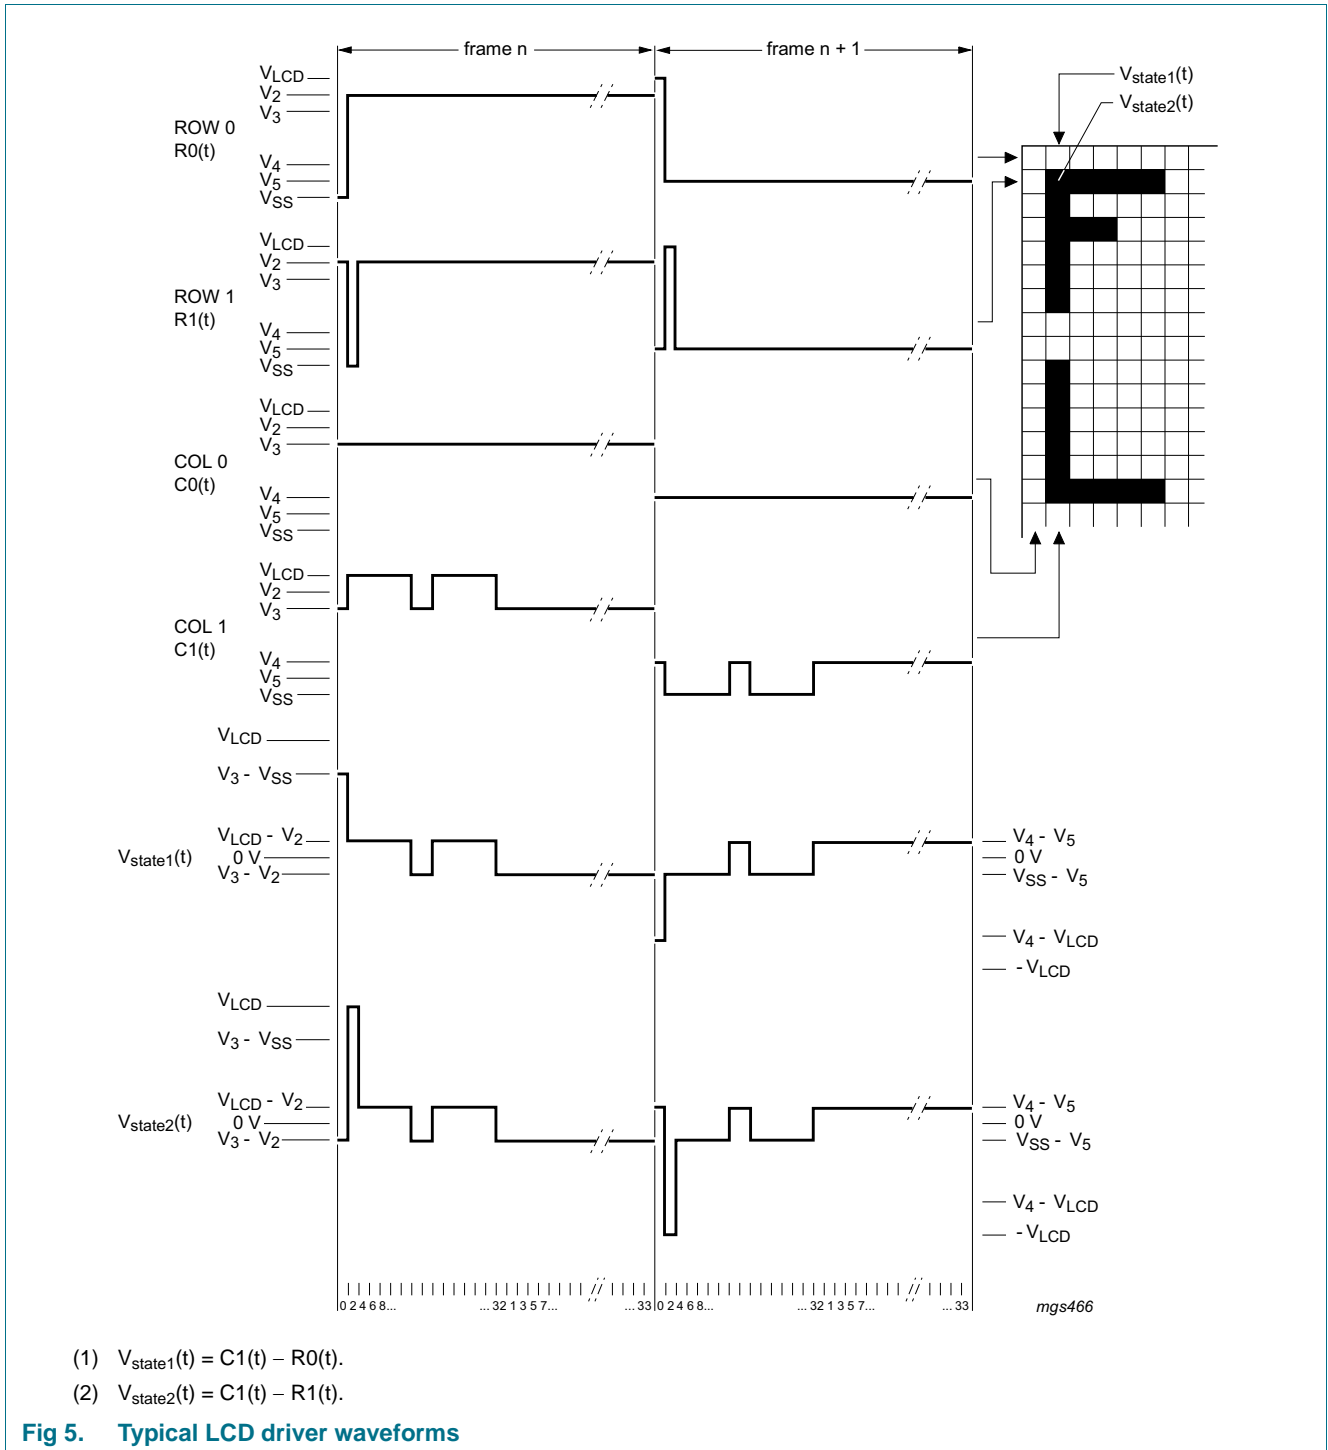 frame n
frame n + 1
VLCD
V2
V3
ROW 0
R0(t)
V4
V5
VSS
VLCD
V2
V3
ROW 1
R1(t)
V4
V5
VSS
VLCD
V2
V3
COL 0
C0(t)
V4
V5
VSS
VLCD
V2
V3
COL 1
C1(t)
V4
V5
VSS
Vstate1(t)
Vstate2(t)
VLCD
V3 - VSS
VLCD - V2
Vstate1(t)
0 V
V3 - V2
V4 - V5
0 V
VSS - V5
V4 - VLCD
- VLCD
VLCD
V3 - VSS
VLCD - V2
Vstate2(t)
0 V
V3 - V2
V4 - V5
0 V
VSS - V5
V4 - VLCD
- VLCD
0 2 4 6 8...
... 32 1 3 5 7...
... 33
0 2 4 6 8...
... 32 1 3 5 7...
... 33
mgs466
(1) Vstate1(t) = C1(t) − R0(t).
(2) Vstate2(t) = C1(t) − R1(t).
Fig 5. Typical LCD driver waveforms